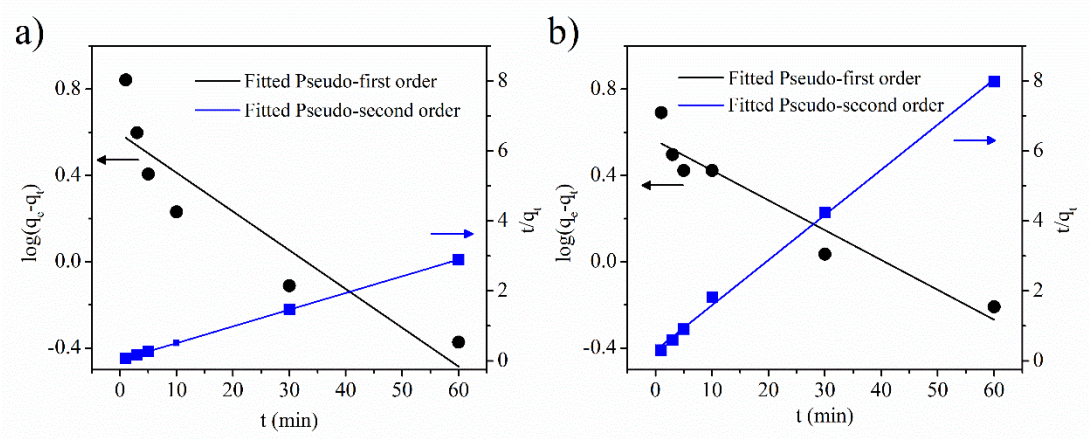 a)
Fitted Pseudo-first order
Fitted Pseudo-second order
0.8
0.4
0.0
-0.4
log(qe-qt)
8
6
4
2
0
t/qt
0 10 20 30 40 50 60
t (min)
b)
Fitted Pseudo-first order
Fitted Pseudo-second order
0.8
0.4
0.0
-0.4
log(qe-qt)
8
6
4
2
0
t/qt
0 10 20 30 40 50 60
t (min)